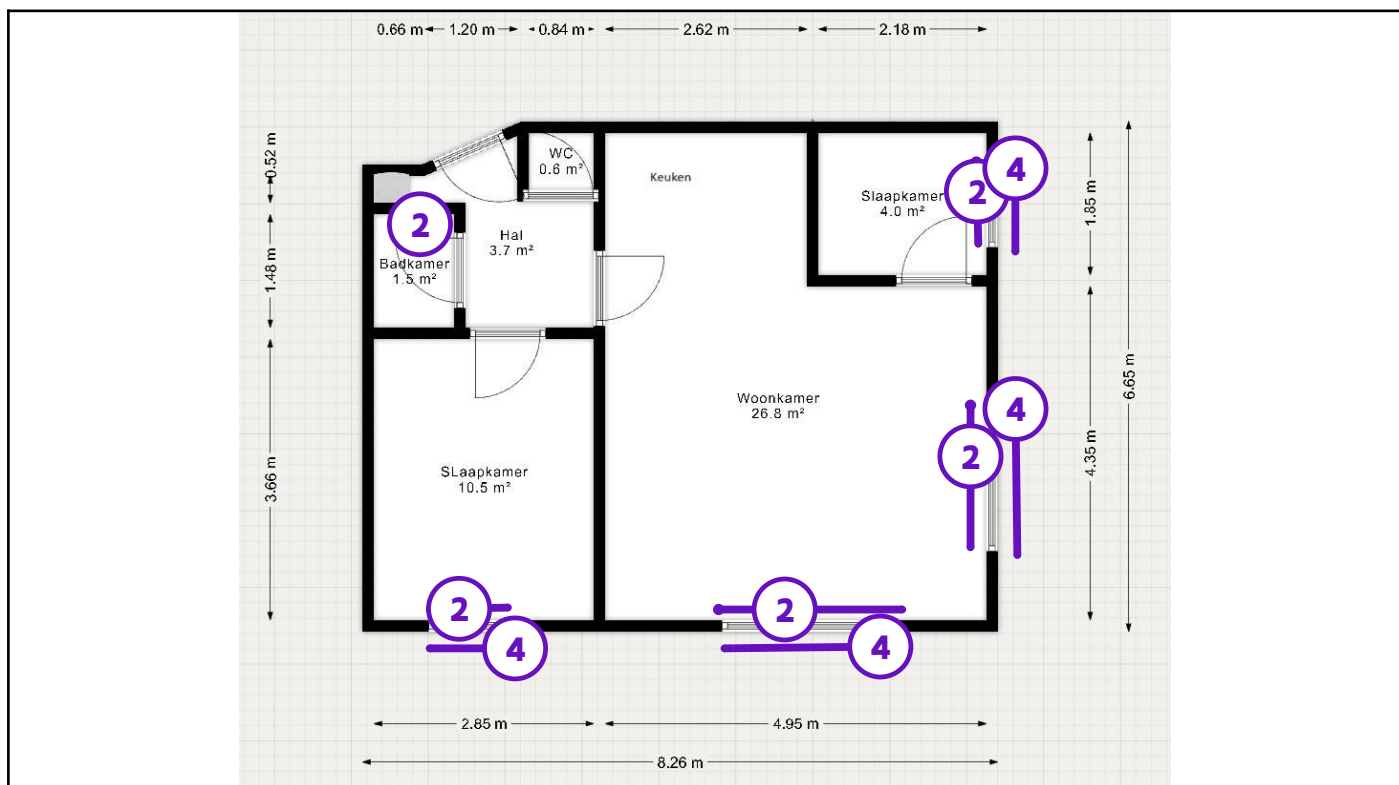 0.66 m
1.20 m
0.84 m
2.62 m
2.18 m
0.52 m
WC
0.6 m²
Keuken
Slaapkamer
4.0 m²
2
4
1.85 m
2
Hal
3.7 m²
Badkamer
1.5 m²
1.48 m
6.65 m
Woonkamer
26.8 m²
4
2
4.35 m
SLaapkamer
10.5 m²
3.66 m
2
4
2
4
2.85 m
4.95 m
8.26 m